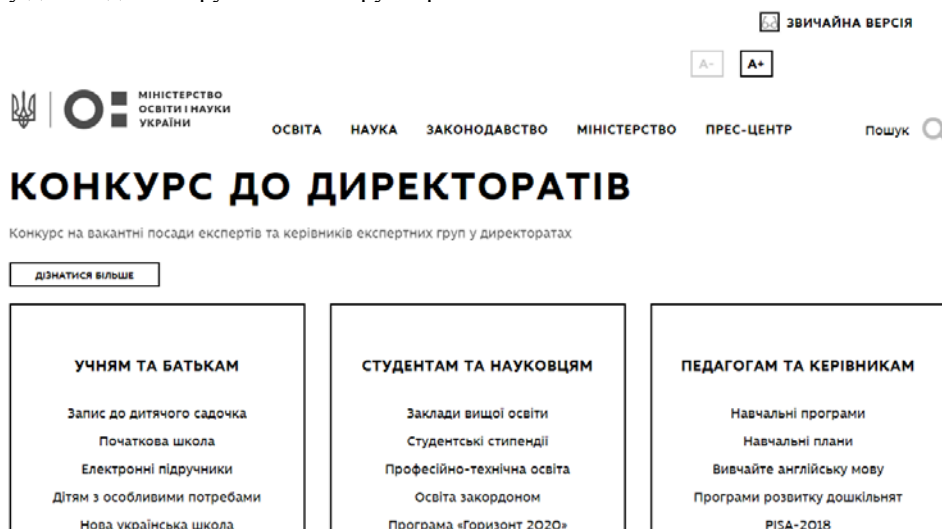 ЗВИЧАЙНА ВЕРСІЯ
A- A+
МІНІСТЕРСТВО
ОСВІТИ І НАУКИ
УКРАЇНИ
ОСВІТА НАУКА ЗАКОНОДАВСТВО МІНІСТЕРСТВО ПРЕС-ЦЕНТР Пошук
КОНКУРС ДО ДИРЕКТОРАТІВ
Конкурс на вакантні посади експертів та керівників експертних груп у директоратах
ДІЗНАТИСЯ БІЛЬШЕ
УЧНЯМ ТА БАТЬКАМ
Запис до дитячого садочка
Початкова школа
Електронні підручники
Дітям з особливими потребами
Нова українська школа
СТУДЕНТАМ ТА НАУКОВЦЯМ
Заклади вищої освіти
Студентські стипендії
Професійно-технічна освіта
Освіта закордоном
Програма «Горизонт 2020»
ПЕДАГОГАМ ТА КЕРІВНИКАМ
Навчальні програми
Навчальні плани
Вивчайте англійську мову
Програми розвитку дошкільнят
PISA-2018